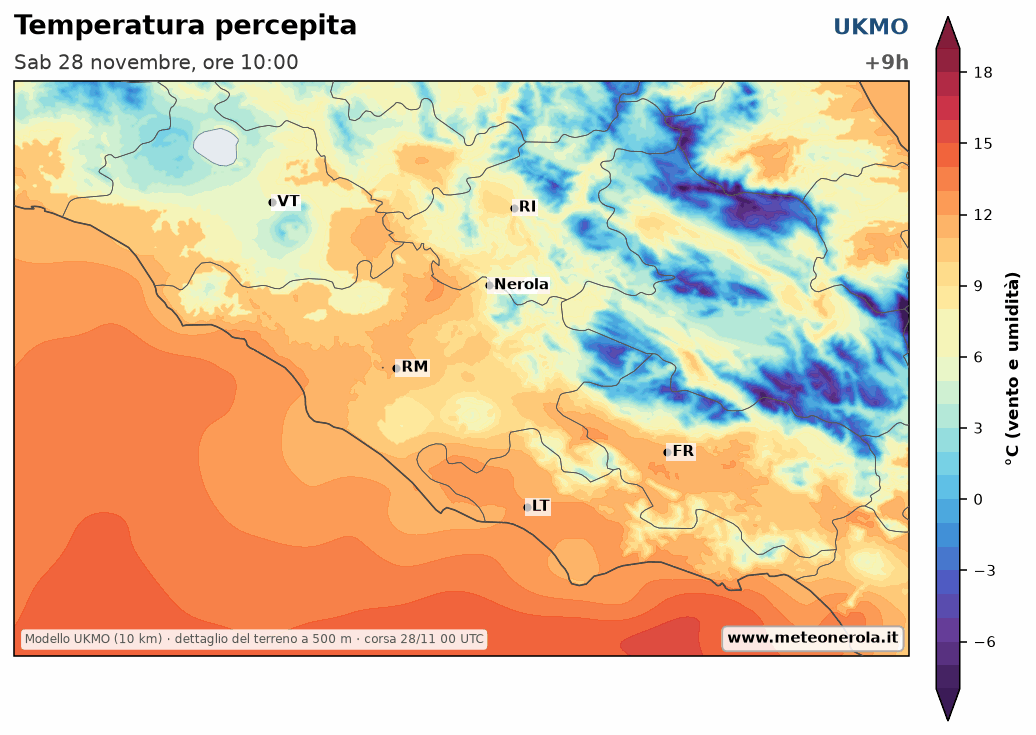 Temperatura percepita
UKMO
Sab 28 novembre, ore 10:00
+9h
VT
RI
Nerola
RM
FR
LT
Modello UKMO (10 km) · dettaglio del terreno a 500 m · corsa 28/11 00 UTC
www.meteonerola.it
18
15
12
9
6
3
0
−3
−6
°C (vento e umidità)